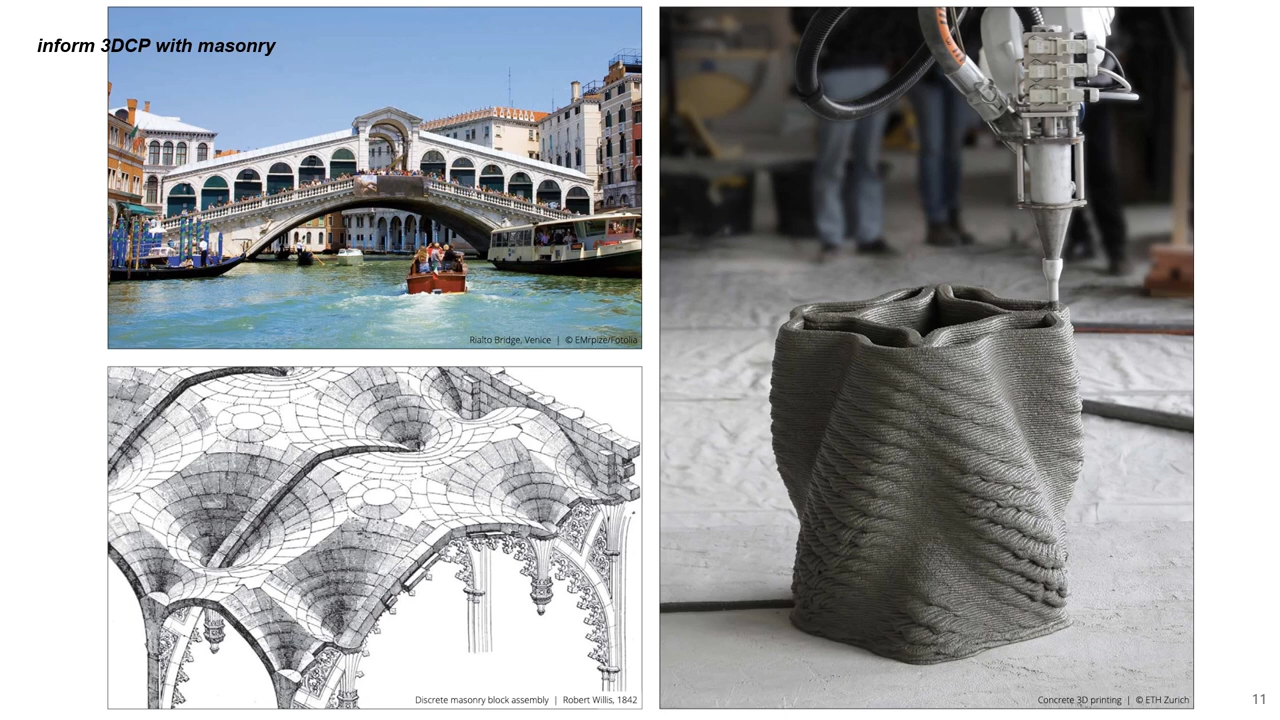 inform 3DCP with masonry
Rialto Bridge, Venice | © EMrpize/Fotolia
Discrete masonry block assembly | Robert Willis, 1842
Concrete 3D printing | © ETH Zurich
11